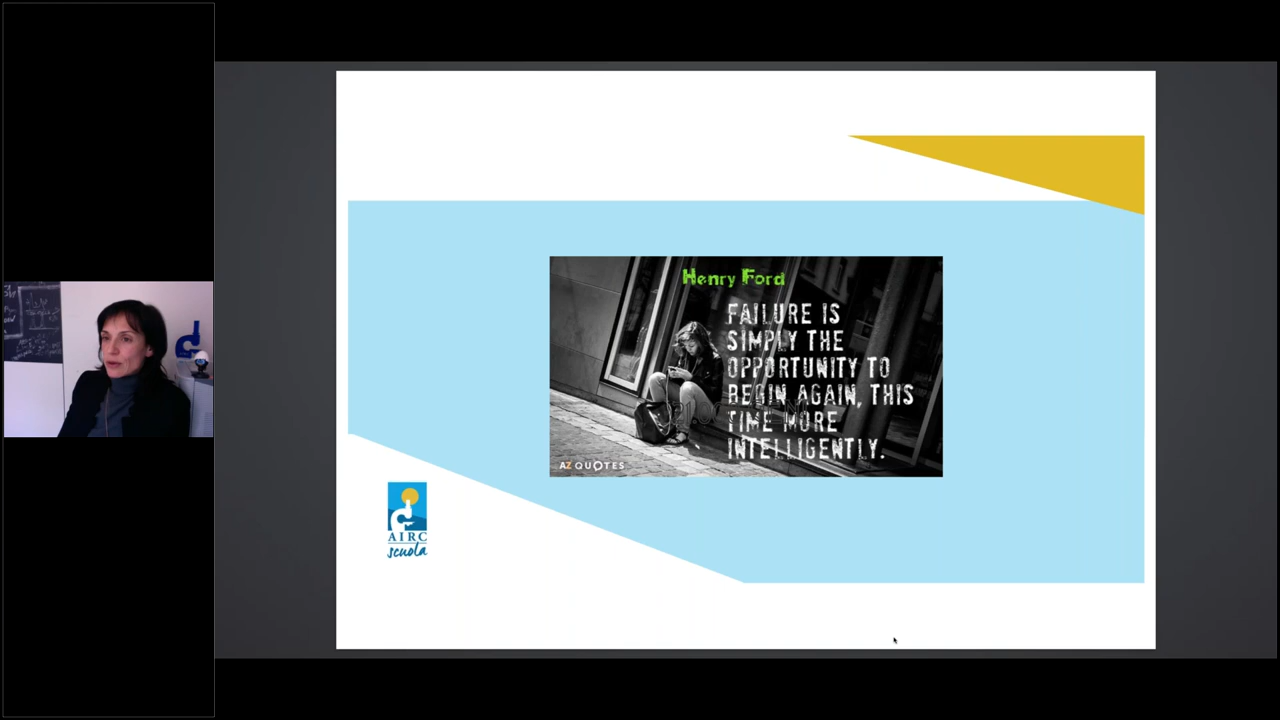 Henry Ford
FAILURE IS
SIMPLY THE
OPPORTUNITY TO
BEGIN AGAIN, THIS
TIME MORE
INTELLIGENTLY.
AZ QUOTES
AIRC
scuola